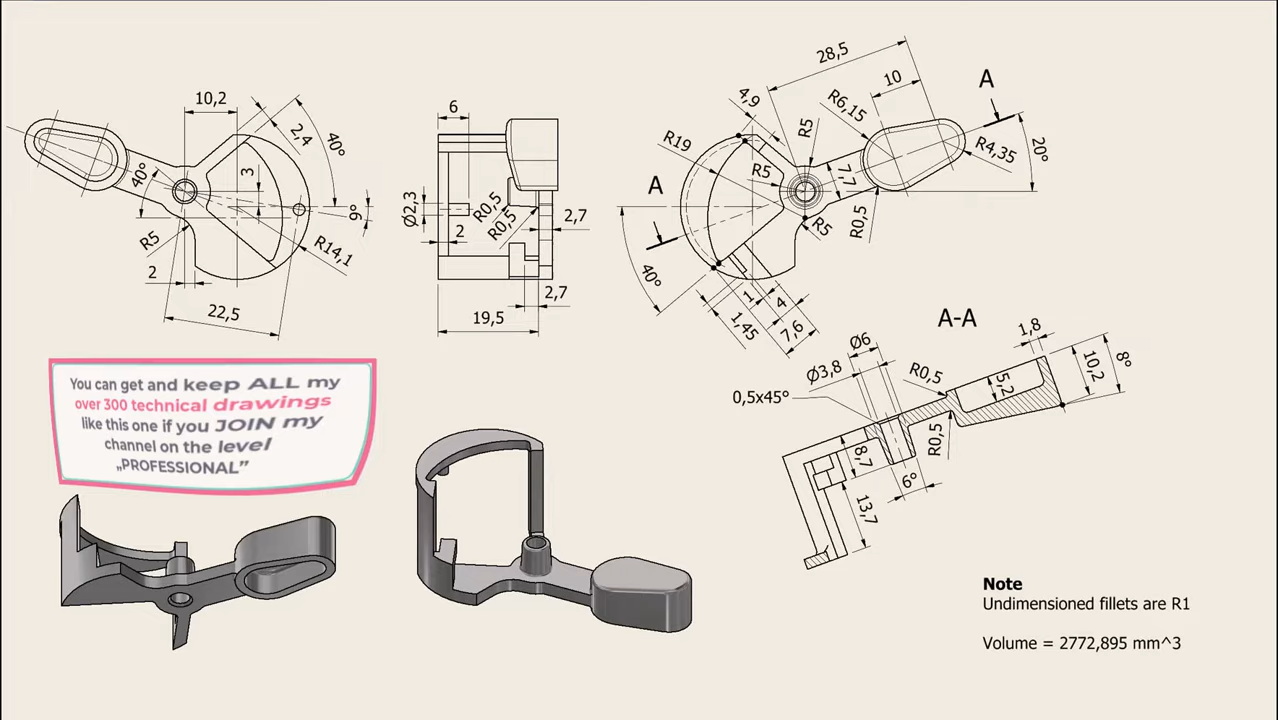 10,2
2,4
40°
40°
3
9°
R5
R14,1
2
22,5
6
Ø2,3
R0,5
R0,5
2
2,7
2,7
19,5
28,5
10
A
4,9
R6,15
R5
R19
R4,35
20°
R5
7,7
A
R0,5
R5
40°
1
4
1,45
7,6
A-A
1,8
Ø6
8°
10,2
Ø3,8
R0,5
5,2
0,5x45°
R0,5
8,7
6°
13,7
You can get and keep ALL my
over 300 technical drawings
like this one if you JOIN my
channel on the level
„PROFESSIONAL”
Note
Undimensioned fillets are R1
Volume = 2772,895 mm^3